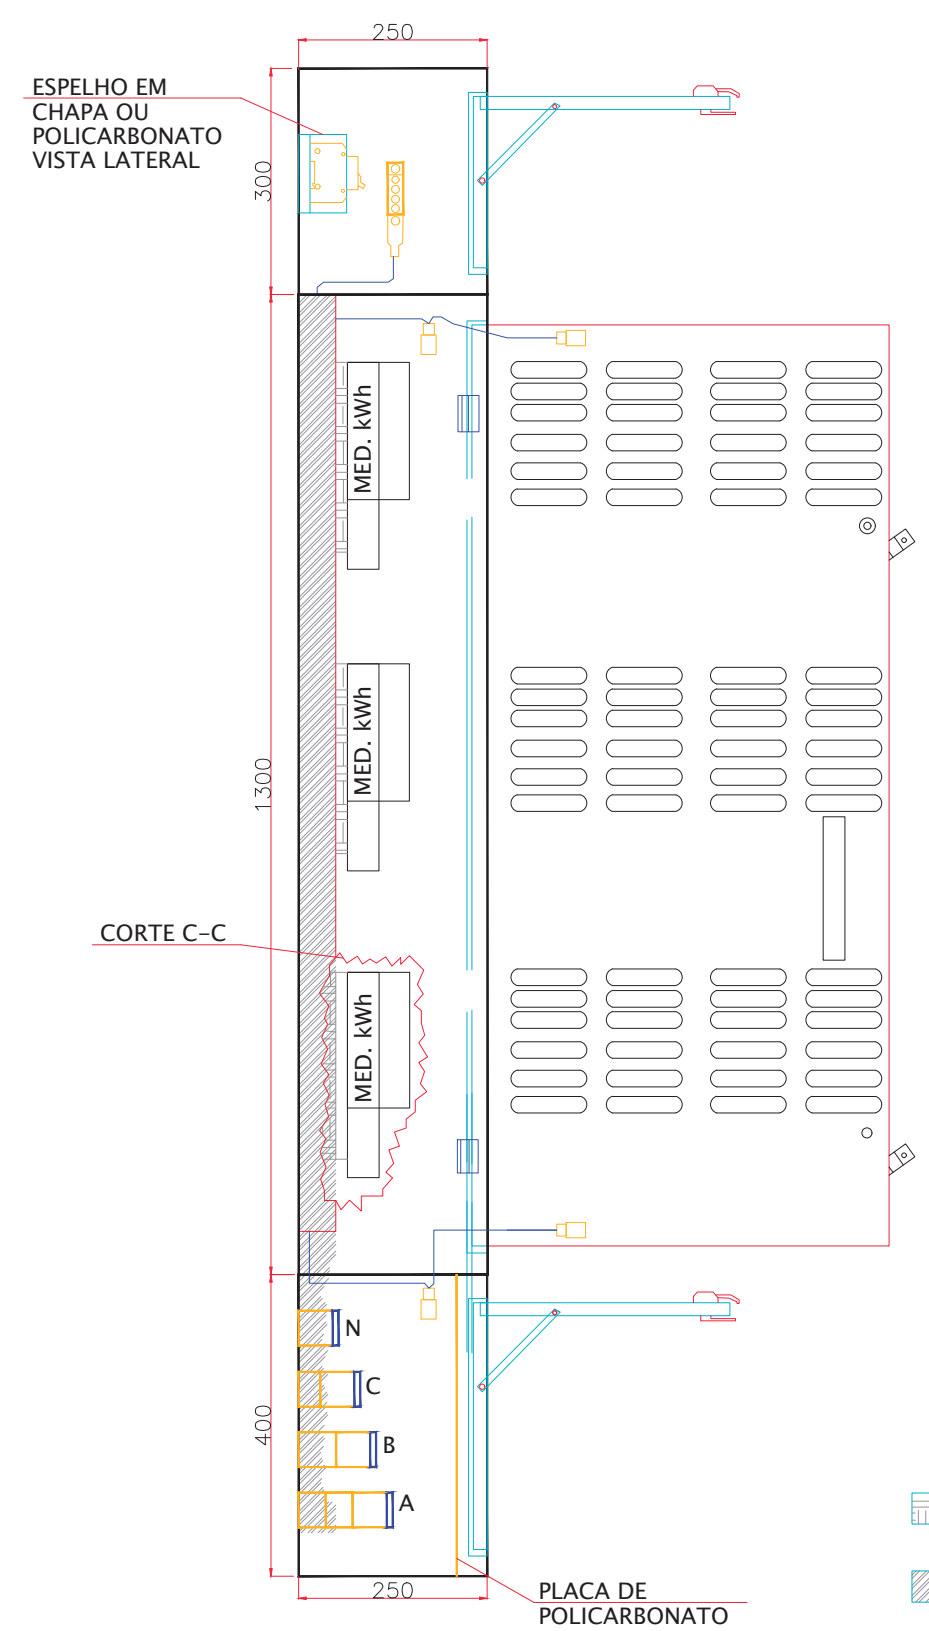 250
ESPELHO EM
CHAPA OU
POLICARBONATO
VISTA LATERAL
300
MED. kWh
MED. kWh
1300
CORTE C-C
MED. kWh
N
C
B
A
400
250
PLACA DE
POLICARBONATO